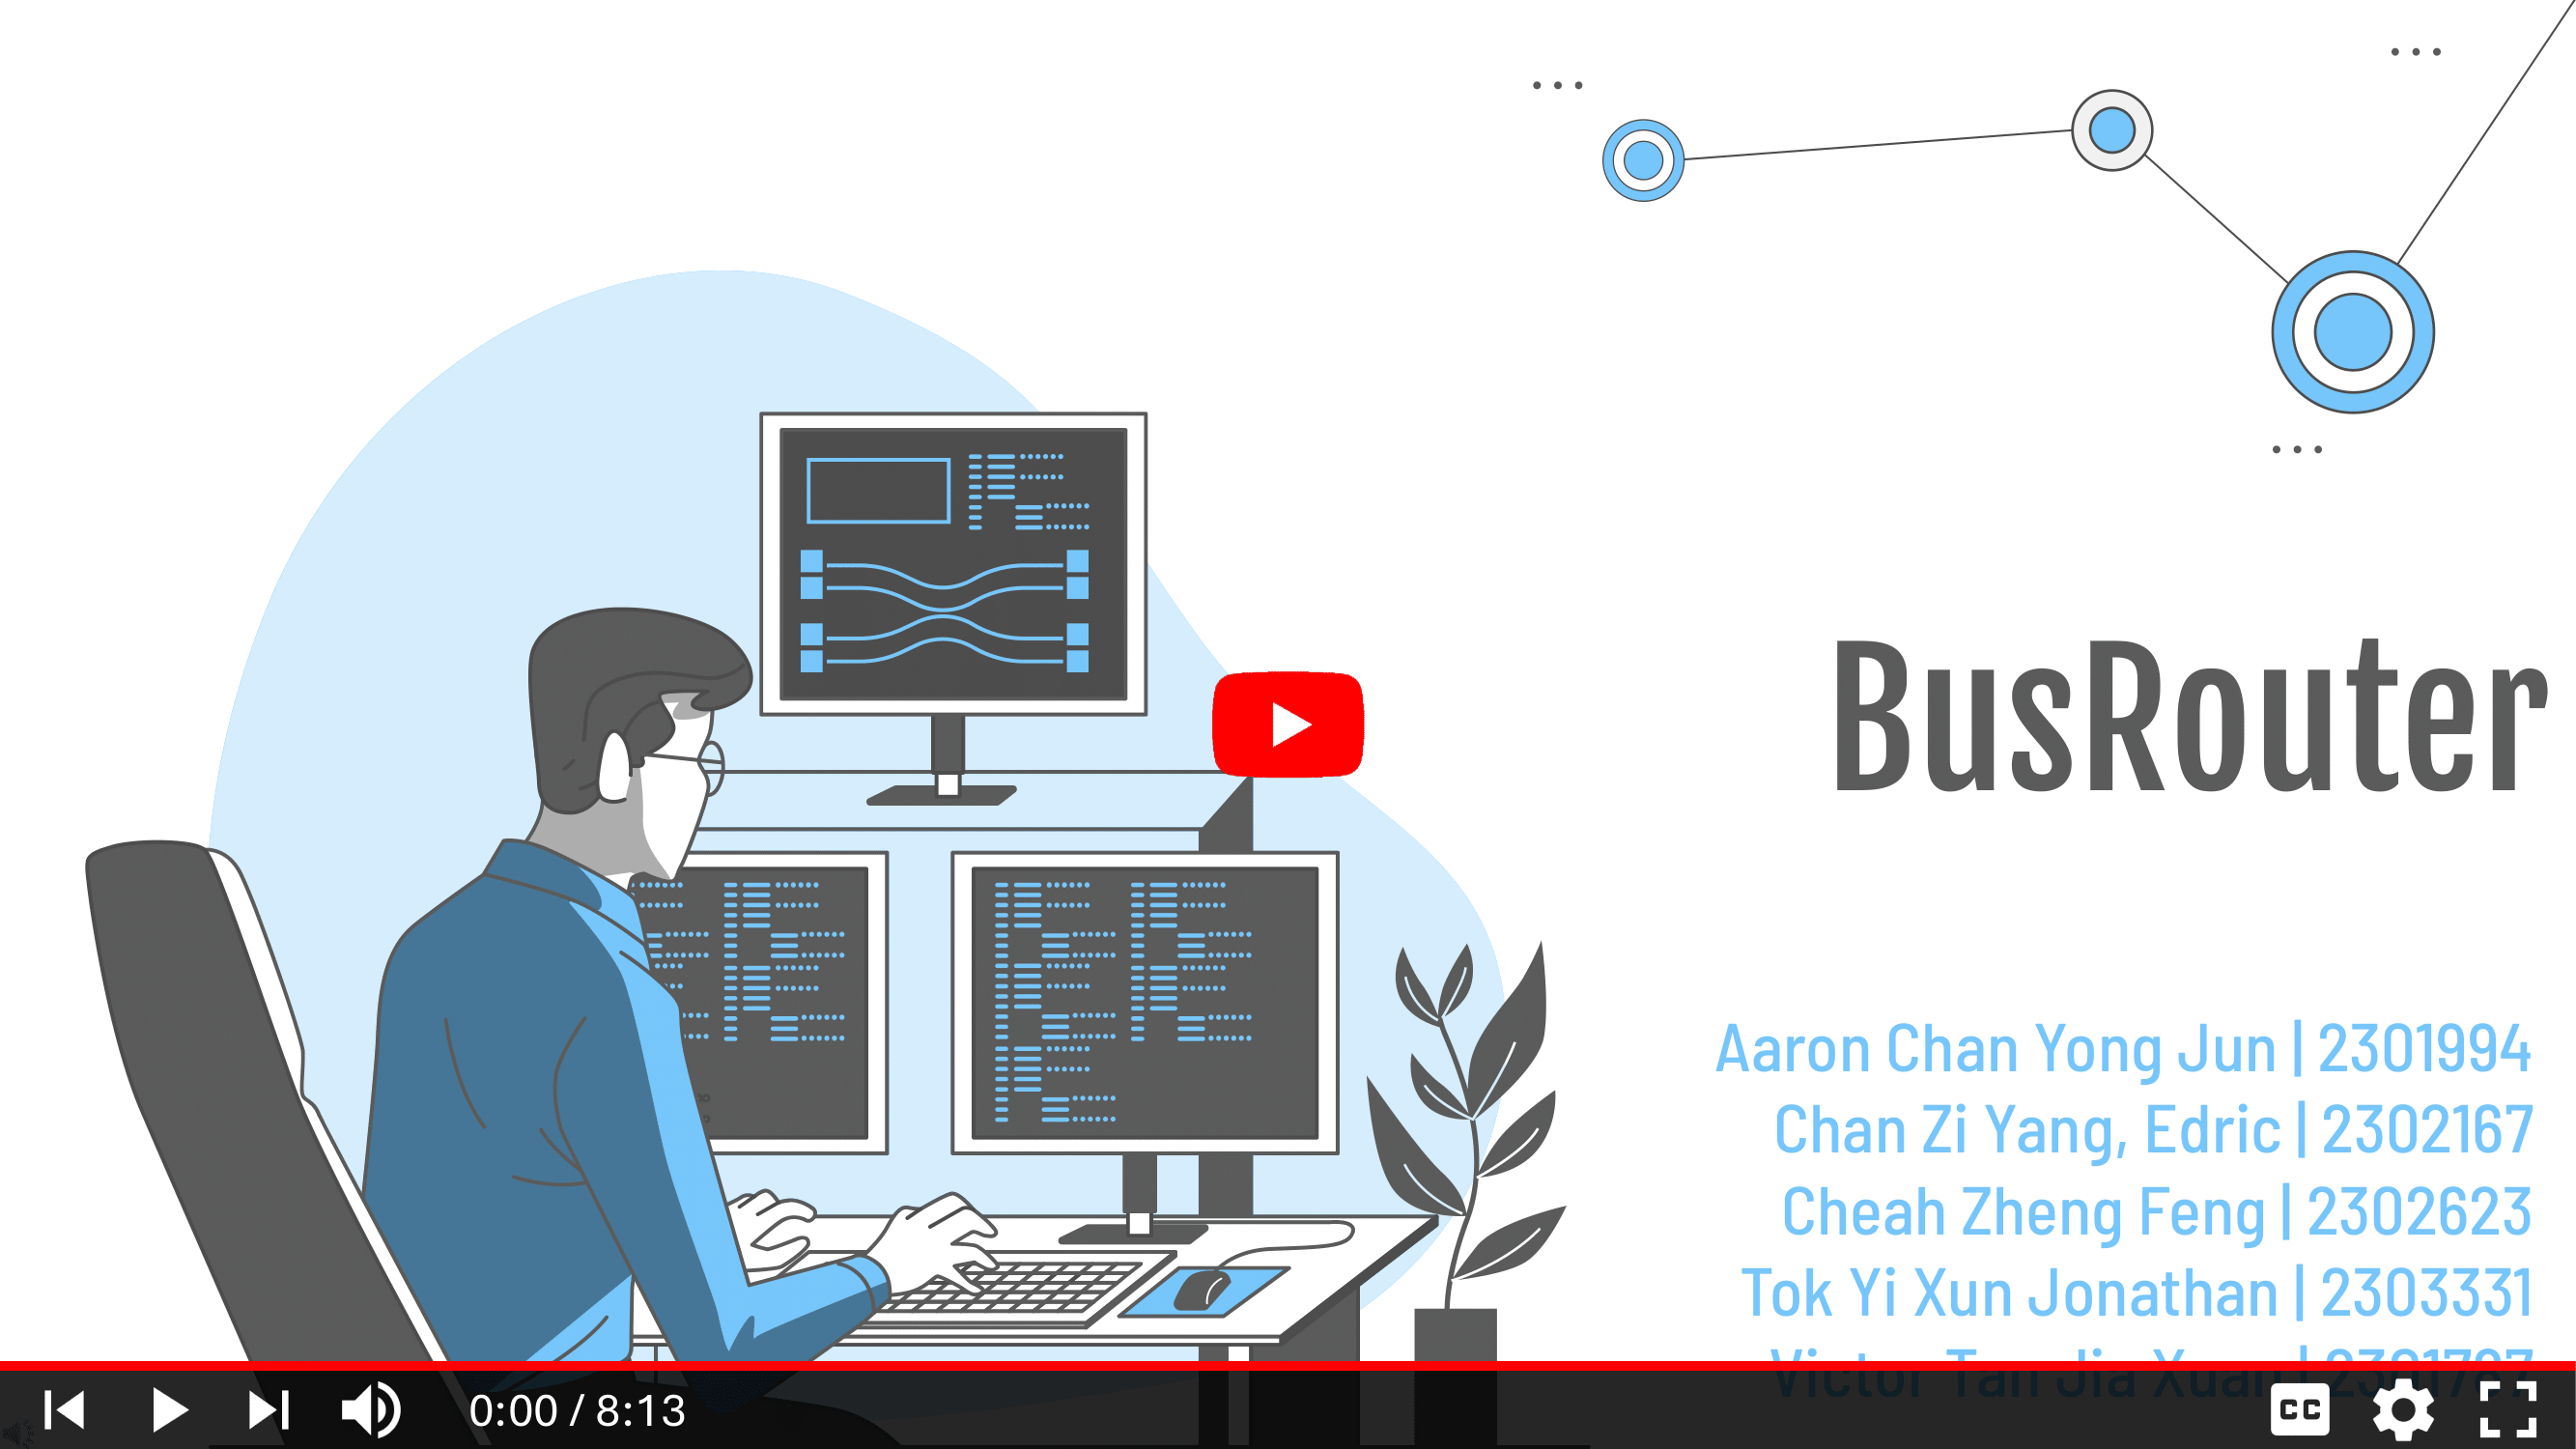 BusRouter
Aaron Chan Yong Jun | 2301994
Chan Zi Yang, Edric | 2302167
Cheah Zheng Feng | 2302623
Tok Yi Xun Jonathan | 2303331
Victor Tan Jia Xuan |
0:00 / 8:13
CC